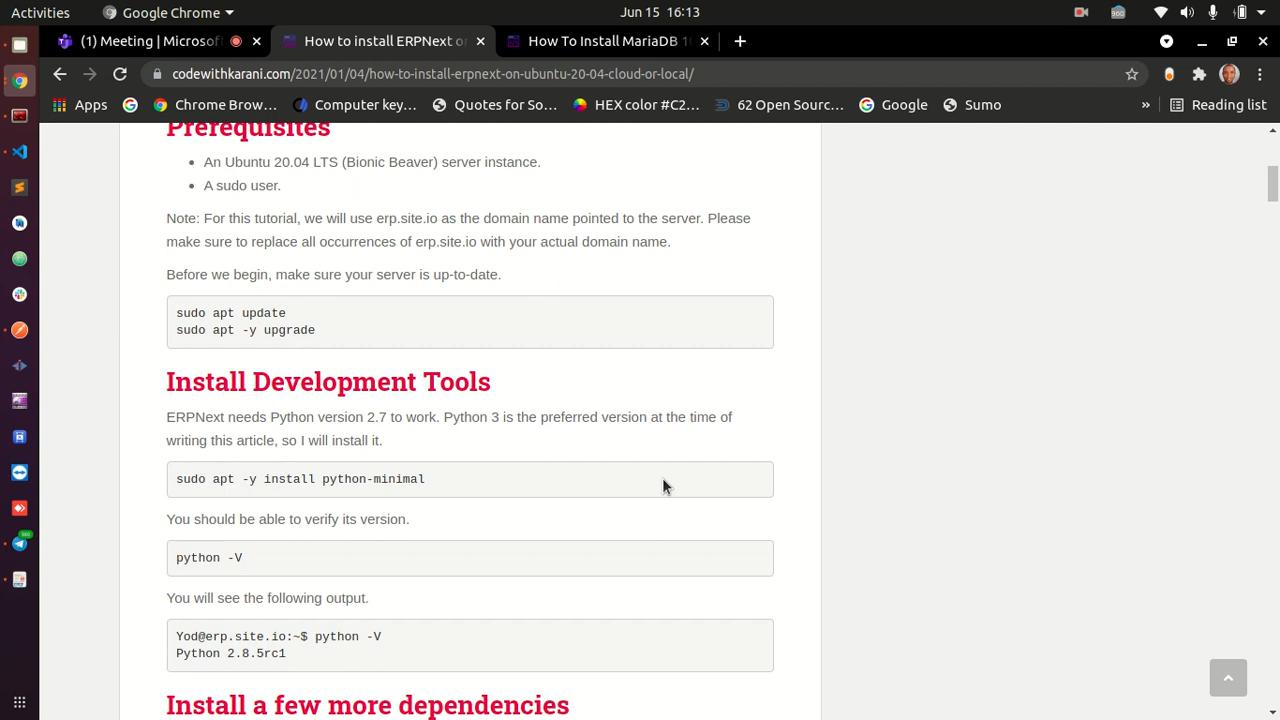 Activities Google Chrome Jun 15 16:13
(1) Meeting | Microsof How to install ERPNext o How To Install MariaDB 1
codewithkarani.com/2021/01/04/how-to-install-erpnext-on-ubuntu-20-04-cloud-or-local/
Apps Chrome Brow... Computer key... Quotes for So... HEX color #C2... 62 Open Sourc... Google Sumo » Reading list
Prerequisites
• An Ubuntu 20.04 LTS (Bionic Beaver) server instance.
• A sudo user.
Note: For this tutorial, we will use erp.site.io as the domain name pointed to the server. Please
make sure to replace all occurrences of erp.site.io with your actual domain name.
Before we begin, make sure your server is up-to-date.
sudo apt update
sudo apt -y upgrade
Install Development Tools
ERPNext needs Python version 2.7 to work. Python 3 is the preferred version at the time of
writing this article, so I will install it.
sudo apt -y install python-minimal
You should be able to verify its version.
python -V
You will see the following output.
Yod@erp.site.io:~$ python -V
Python 2.8.5rc1
Install a few more dependencies